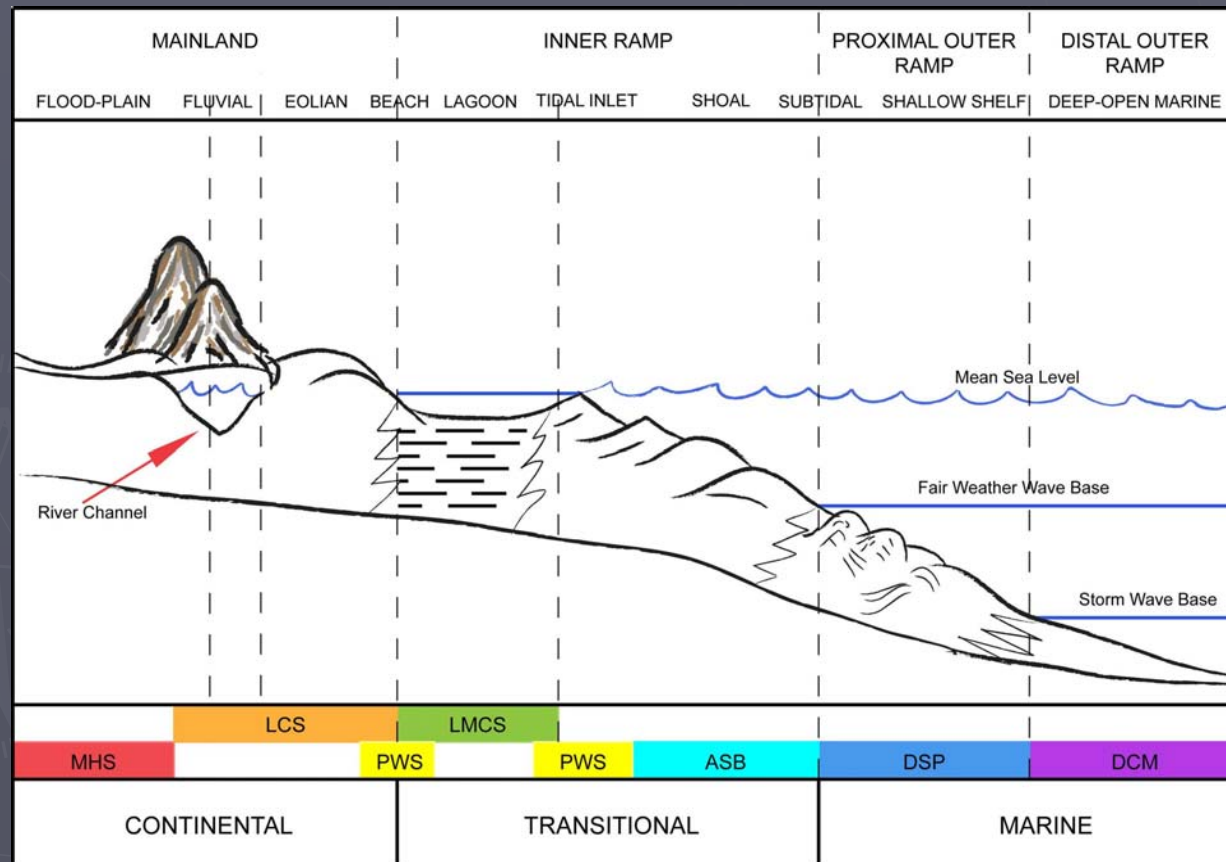 MAINLAND
INNER RAMP
PROXIMAL OUTER
RAMP
DISTAL OUTER
RAMP
FLOOD-PLAIN
FLUVIAL
EOLIAN
BEACH
LAGOON
TIDAL INLET
SHOAL
SUBTIDAL
SHALLOW SHELF
DEEP-OPEN MARINE
Mean Sea Level
Fair Weather Wave Base
River Channel
Storm Wave Base
LCS
LMCS
MHS
PWS
PWS
ASB
DSP
DCM
CONTINENTAL
TRANSITIONAL
MARINE